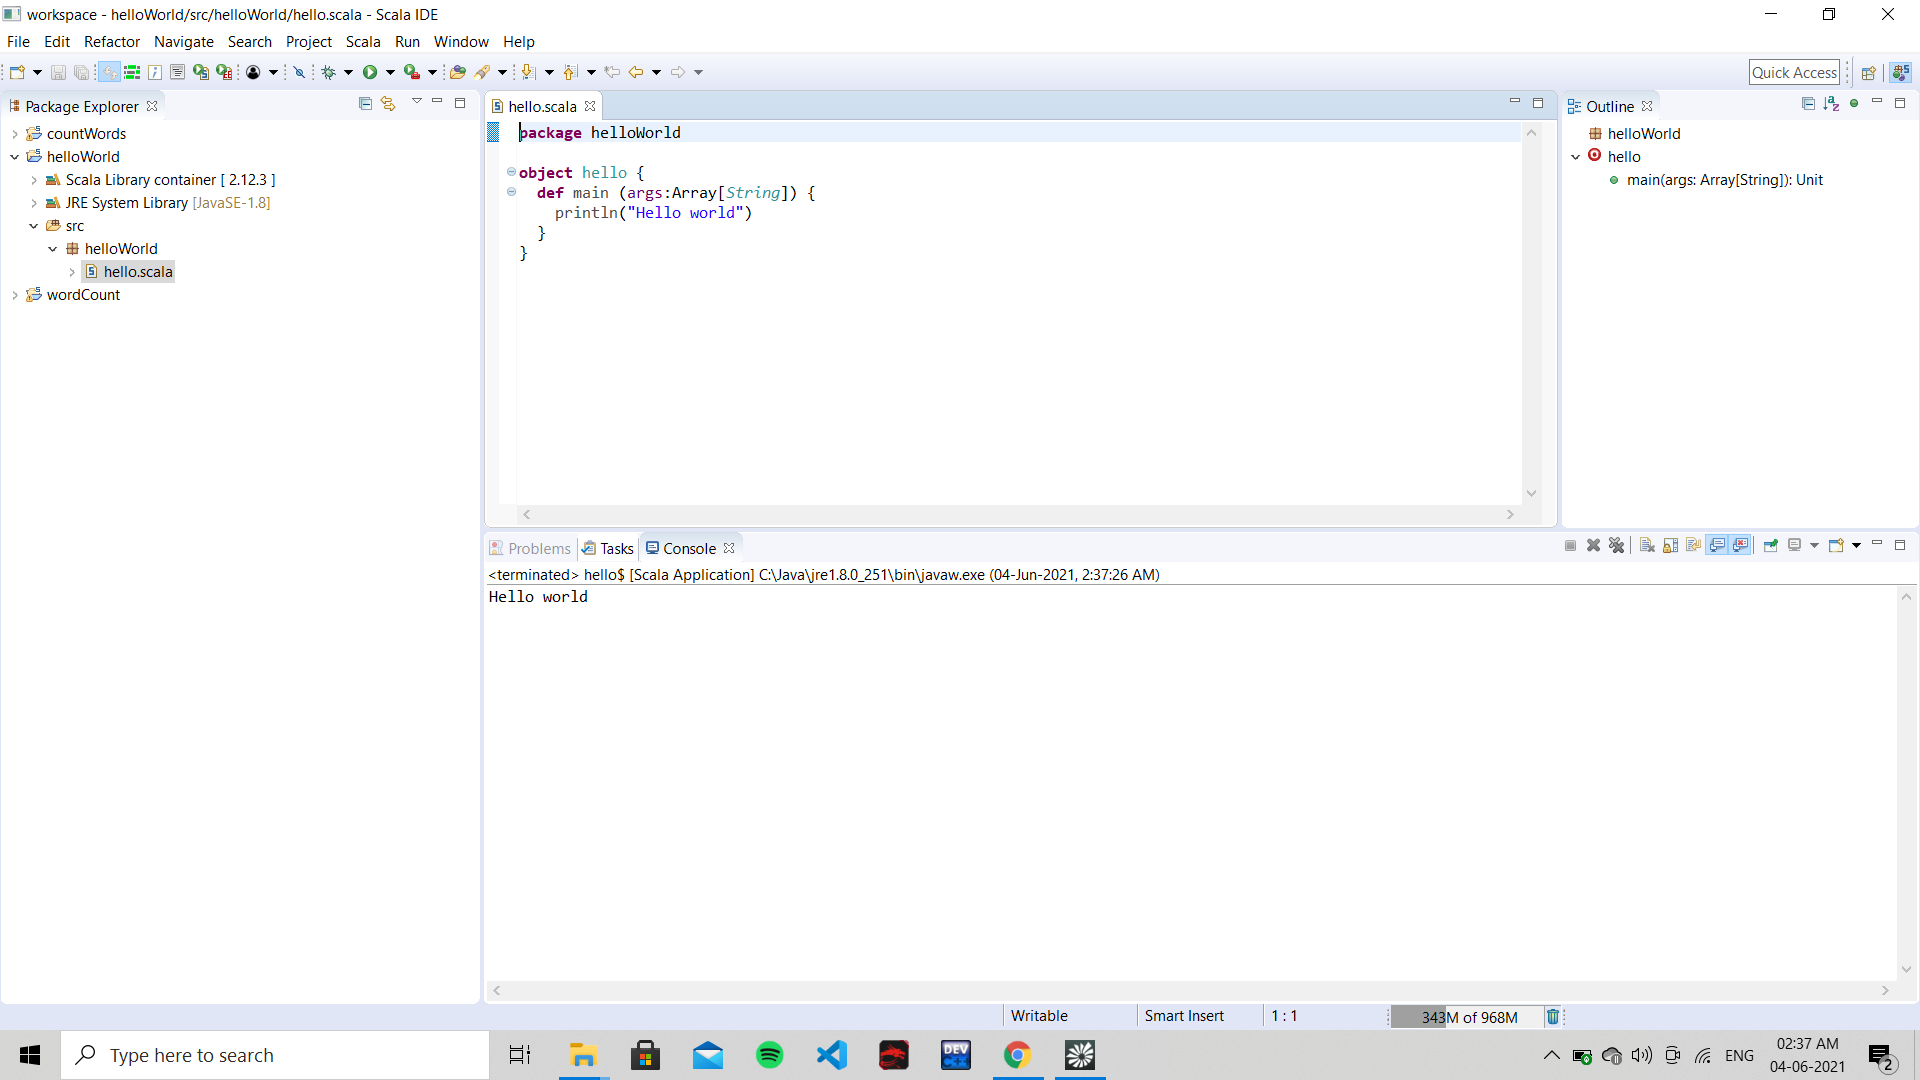 workspace - helloWorld/src/helloWorld/hello.scala - Scala IDE
File Edit Refactor Navigate Search Project Scala Run Window Help
Quick Access
Package Explorer
countWords
helloWorld
Scala Library container [ 2.12.3 ]
JRE System Library [JavaSE-1.8]
src
helloWorld
hello.scala
wordCount
hello.scala
package helloWorld
object hello {
def main (args:Array[String]) {
println("Hello world")
}
}
Outline
helloWorld
hello
main(args: Array[String]): Unit
Problems Tasks Console
<terminated> hello$ [Scala Application] C:\Java\jre1.8.0_251\bin\javaw.exe (04-Jun-2021, 2:37:26 AM)
Hello world
Writable Smart Insert 1 : 1 343M of 968M
Type here to search
DEV C++
ENG
02:37 AM
04-06-2021
2